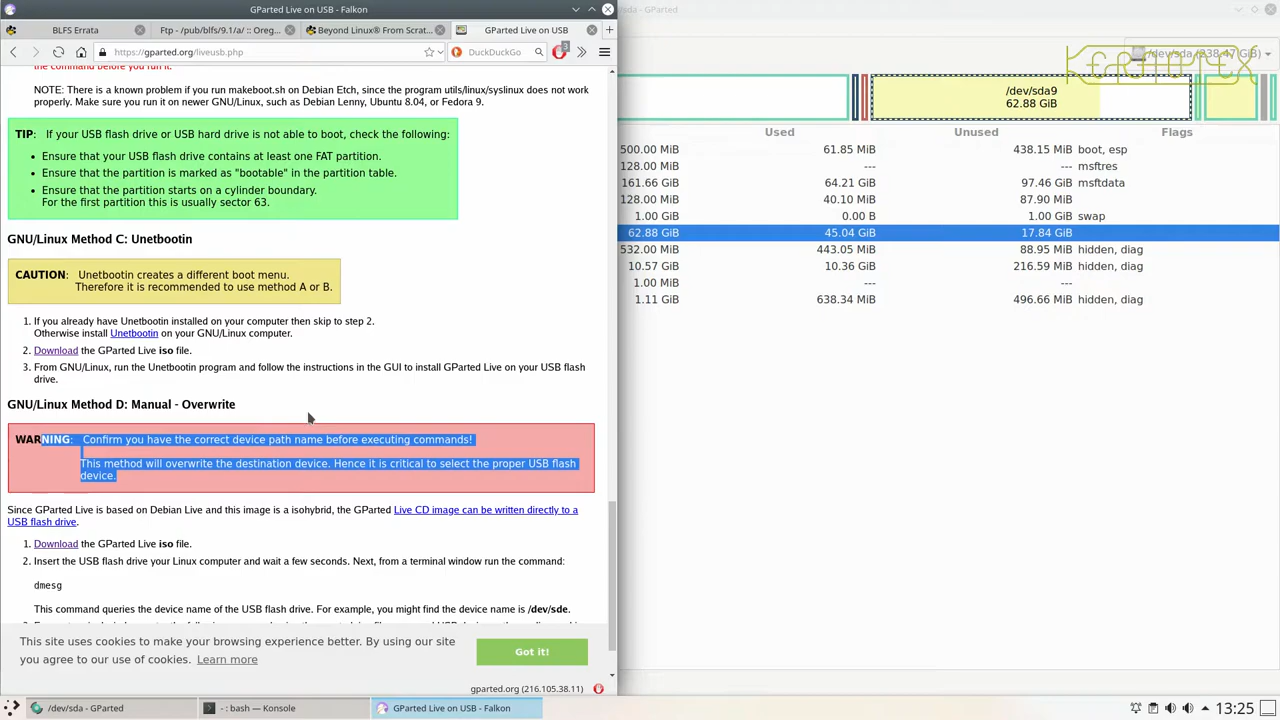 GParted Live on USB - Falkon
BLFS Errata
Ftp - /pub/blfs/9.1/a/ :: Oreg...
Beyond Linux® From Scrat...
GParted Live on USB
https://gparted.org/liveusb.php
DuckDuckGo
3
the command before you run it.
NOTE: There is a known problem if you run makeboot.sh on Debian Etch, since the program utils/linux/syslinux does not work
properly. Make sure you run it on newer GNU/Linux, such as Debian Lenny, Ubuntu 8.04, or Fedora 9.
TIP: If your USB flash drive or USB hard drive is not able to boot, check the following:
• Ensure that your USB flash drive contains at least one FAT partition.
• Ensure that the partition is marked as "bootable" in the partition table.
• Ensure that the partition starts on a cylinder boundary.
For the first partition this is usually sector 63.
GNU/Linux Method C: Unetbootin
CAUTION: Unetbootin creates a different boot menu.
Therefore it is recommended to use method A or B.
1. If you already have Unetbootin installed on your computer then skip to step 2.
Otherwise install Unetbootin on your GNU/Linux computer.
2. Download the GParted Live iso file.
3. From GNU/Linux, run the Unetbootin program and follow the instructions in the GUI to install GParted Live on your USB flash
drive.
GNU/Linux Method D: Manual - Overwrite
WARNING: Confirm you have the correct device path name before executing commands!
This method will overwrite the destination device. Hence it is critical to select the proper USB flash
device.
Since GParted Live is based on Debian Live and this image is a isohybrid, the GParted Live CD image can be written directly to a
USB flash drive.
1. Download the GParted Live iso file.
2. Insert the USB flash drive your Linux computer and wait a few seconds. Next, from a terminal window run the command:
dmesg
This command queries the device name of the USB flash drive. For example, you might find the device name is /dev/sde.
This site uses cookies to make your browsing experience better. By using our site
you agree to our use of cookies. Learn more
Got it!
gparted.org (216.105.38.11)
sda - GParted
/dev/sda (238.47 GiB)
/dev/sda9
62.88 GiB
Used Unused Flags
500.00 MiB 61.85 MiB 438.15 MiB boot, esp
128.00 MiB --- --- msftres
161.66 GiB 64.21 GiB 97.46 GiB msftdata
128.00 MiB 40.10 MiB 87.90 MiB
1.00 GiB 0.00 B 1.00 GiB swap
62.88 GiB 45.04 GiB 17.84 GiB
532.00 MiB 443.05 MiB 88.95 MiB hidden, diag
10.57 GiB 10.36 GiB 216.59 MiB hidden, diag
1.00 MiB --- ---
1.11 GiB 638.34 MiB 496.66 MiB hidden, diag
/dev/sda - GParted
- : bash — Konsole
GParted Live on USB - Falkon
13:25